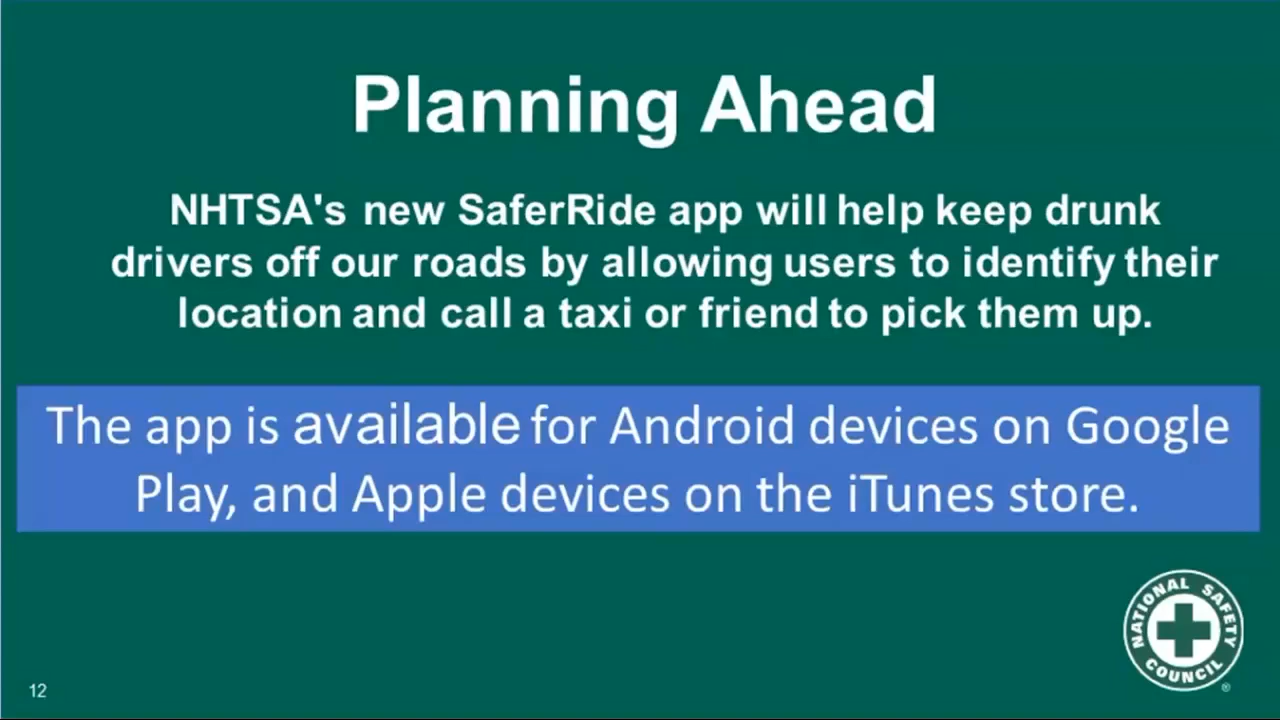 Planning Ahead
NHTSA's new SaferRide app will help keep drunk
drivers off our roads by allowing users to identify their
location and call a taxi or friend to pick them up.
The app is available for Android devices on Google
Play, and Apple devices on the iTunes store.
NATIONAL SAFETY
COUNCIL
®
12